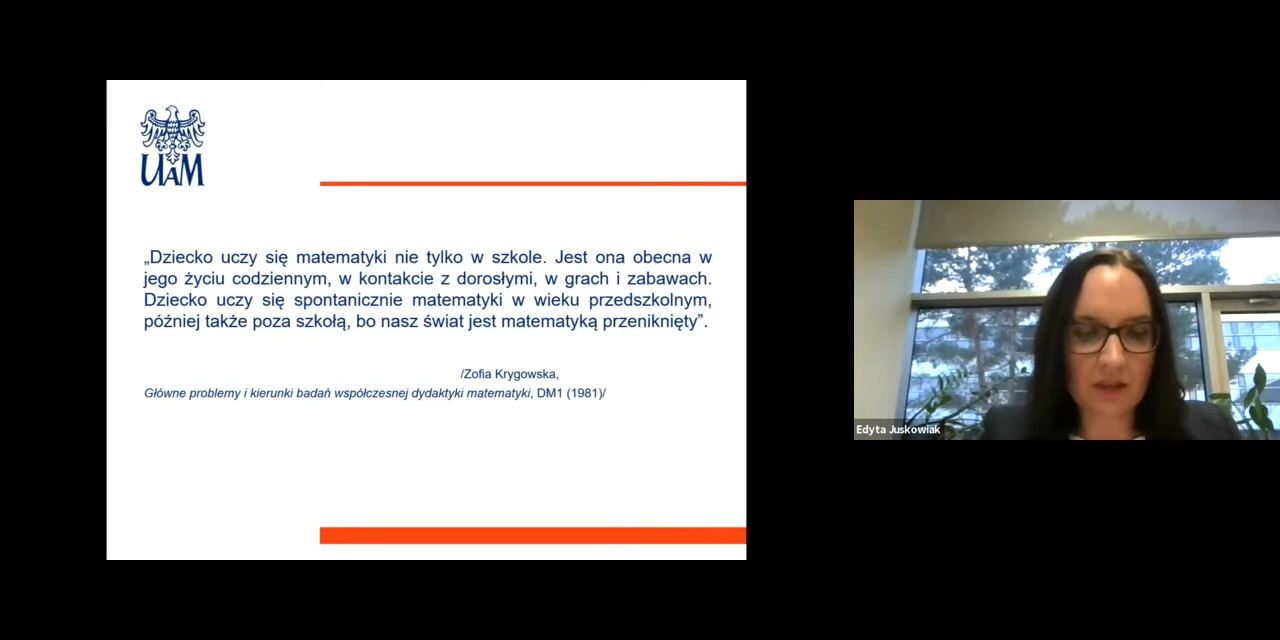 UAM
„Dziecko uczy się matematyki nie tylko w szkole. Jest ona obecna w
jego życiu codziennym, w kontakcie z dorosłymi, w grach i zabawach.
Dziecko uczy się spontanicznie matematyki w wieku przedszkolnym,
później także poza szkołą, bo nasz świat jest matematyką przeniknięty”.
/Zofia Krygowska,
Główne problemy i kierunki badań współczesnej dydaktyki matematyki, DM1 (1981)/
Edyta Juskowiak